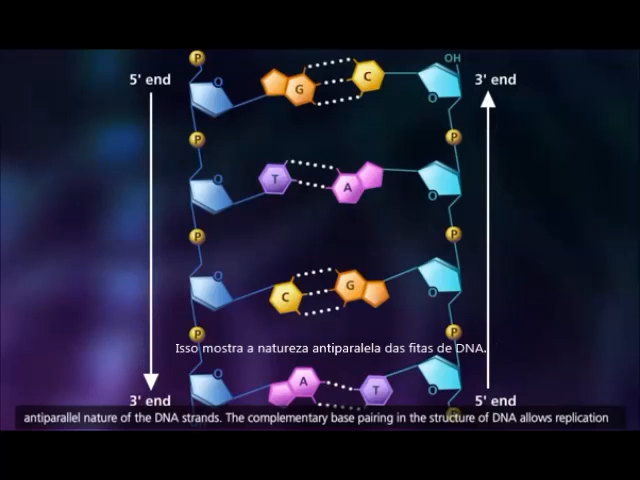 P
OH
5' end
G
C
3' end
O
O
P
P
T
A
O
O
P
P
O
G
C
O
Isso mostra a natureza antiparalela das fitas de DNA.
P
P
O
A
T
O
3' end
5' end
antiparallel nature of the DNA strands. The complementary base pairing in the structure of DNA allows replication